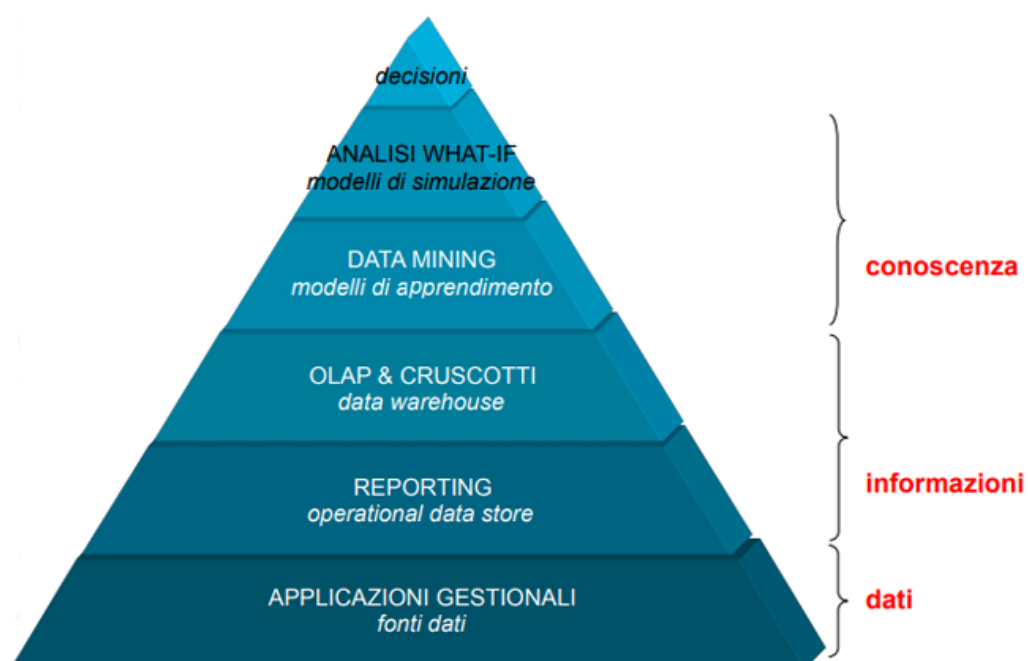 decisioni
ANALISI WHAT-IF
modelli di simulazione
DATA MINING
modelli di apprendimento
conoscenza
OLAP & CRUSCOTTI
data warehouse
REPORTING
operational data store
informazioni
APPLICAZIONI GESTIONALI
fonti dati
dati